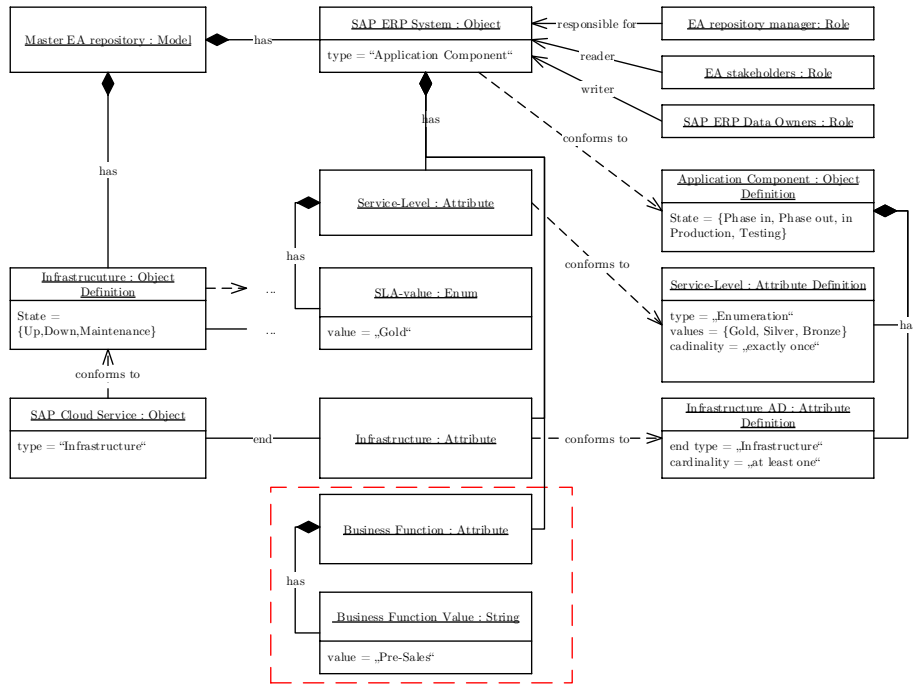 Master EA repository : Model
has
SAP ERP System : Object
type = “Application Component“
responsible for
EA repository manager: Role
reader
EA stakeholders : Role
writer
SAP ERP Data Owners : Role
has
has
conforms to
Service-Level : Attribute
Application Component : Object
Definition
State = {Phase in, Phase out, in
Production, Testing}
has
conforms to
Infrastrucuture : Object
Definition
State =
{Up,Down,Maintenance}
...
...
SLA-value : Enum
value = „Gold“
Service-Level : Attribute Definition
type = „Enumeration“
values = {Gold, Silver, Bronze}
cadinality = „exactly once“
ha
conforms to
SAP Cloud Service : Object
type = “Infrastructure“
end
Infrastructure : Attribute
conforms to
Infrastructure AD : Attribute
Definition
end type = „Infrastructure“
cardinality = „at least one“
Business Function : Attribute
has
Business Function Value : String
value = „Pre-Sales“